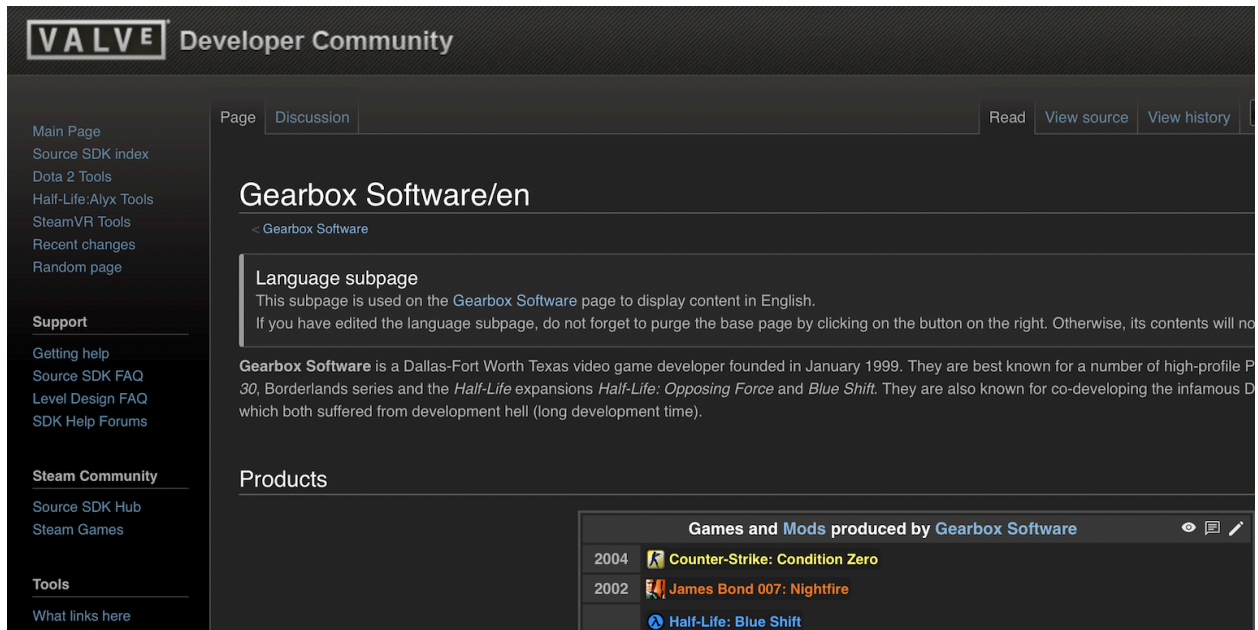 VALVE Developer Community
Page
Discussion
Read
View source
View history
Main Page
Source SDK index
Dota 2 Tools
Half-Life:Alyx Tools
SteamVR Tools
Recent changes
Random page
Support
Getting help
Source SDK FAQ
Level Design FAQ
SDK Help Forums
Steam Community
Source SDK Hub
Steam Games
Tools
What links here
Gearbox Software/en
< Gearbox Software
Language subpage
This subpage is used on the Gearbox Software page to display content in English.
If you have edited the language subpage, do not forget to purge the base page by clicking on the button on the right. Otherwise, its contents will no
Gearbox Software is a Dallas-Fort Worth Texas video game developer founded in January 1999. They are best known for a number of high-profile P
30, Borderlands series and the Half-Life expansions Half-Life: Opposing Force and Blue Shift. They are also known for co-developing the infamous D
which both suffered from development hell (long development time).
Products
Games and Mods produced by Gearbox Software
2004 Counter-Strike: Condition Zero
2002 James Bond 007: Nightfire
Half-Life: Blue Shift